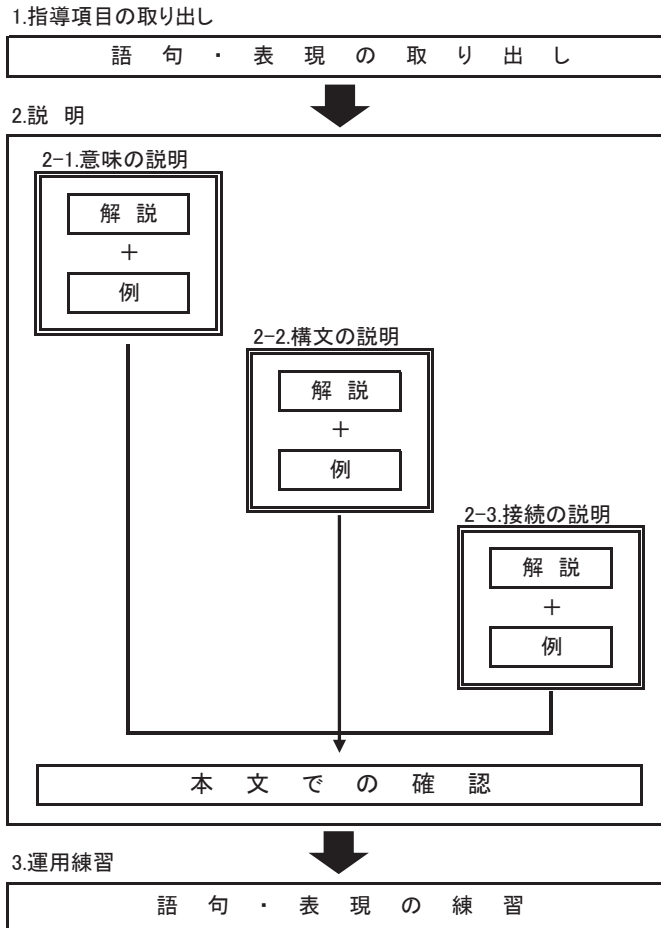 1.指導項目の取り出し
語句・表現の取り出し
2.説 明
2-1.意味の説明
解 説
+
例
2-2.構文の説明
解 説
+
例
2-3.接続の説明
解 説
+
例
本文での確認
3.運用練習
語句・表現の練習